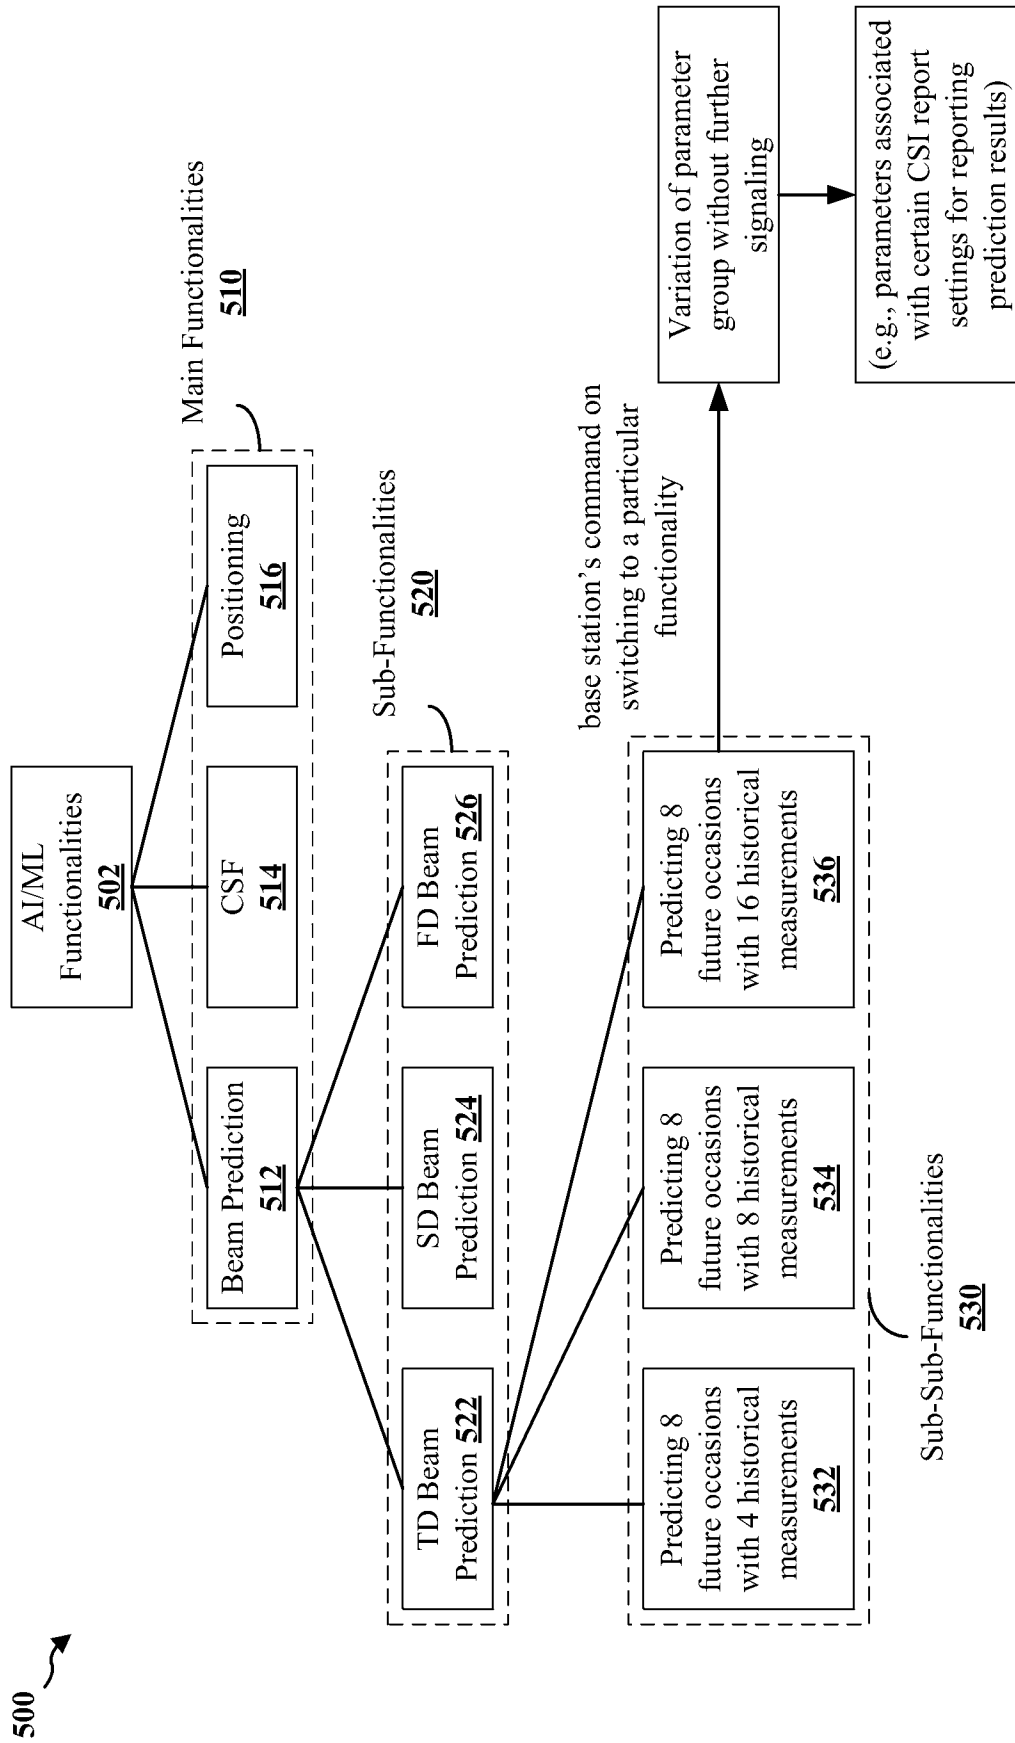 500
AI/ML
Functionalities
502
Main Functionalities
510
Beam Prediction
512
CSF
514
Positioning
516
Sub-Functionalities
520
TD Beam
Prediction 522
SD Beam
Prediction 524
FD Beam
Prediction 526
Predicting 8
future occasions
with 4 historical
measurements
532
Predicting 8
future occasions
with 8 historical
measurements
534
Predicting 8
future occasions
with 16 historical
measurements
536
Sub-Sub-Functionalities
530
base station’s command on
switching to a particular
functionality
Variation of parameter
group without further
signaling
(e.g., parameters associated
with certain CSI report
settings for reporting
prediction results)